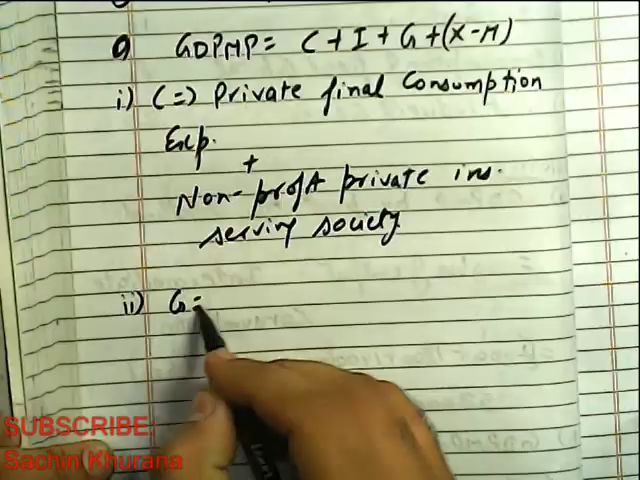 GDPMP = C + I + G + (X-M)
i) C => Private final Consumption
Exp.
+
Non-profit private ins.
serving society
ii) G =
SUBSCRIBE:
Sachin Khurana